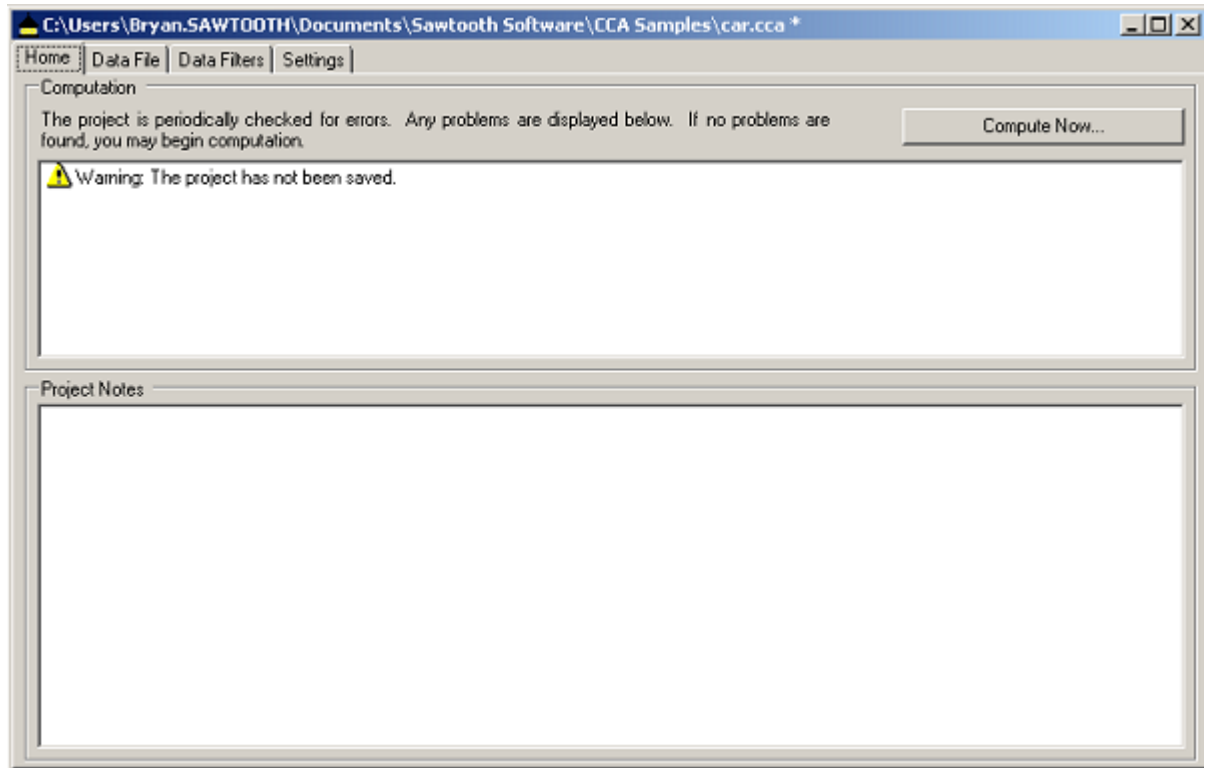 C:\Users\Bryan.SAWTOOTH\Documents\Sawtooth Software\CCA Samples\car.cca *
Home Data File Data Filters Settings
Computation
The project is periodically checked for errors. Any problems are displayed below. If no problems are
found, you may begin computation.
Compute Now...
Warning: The project has not been saved.
Project Notes